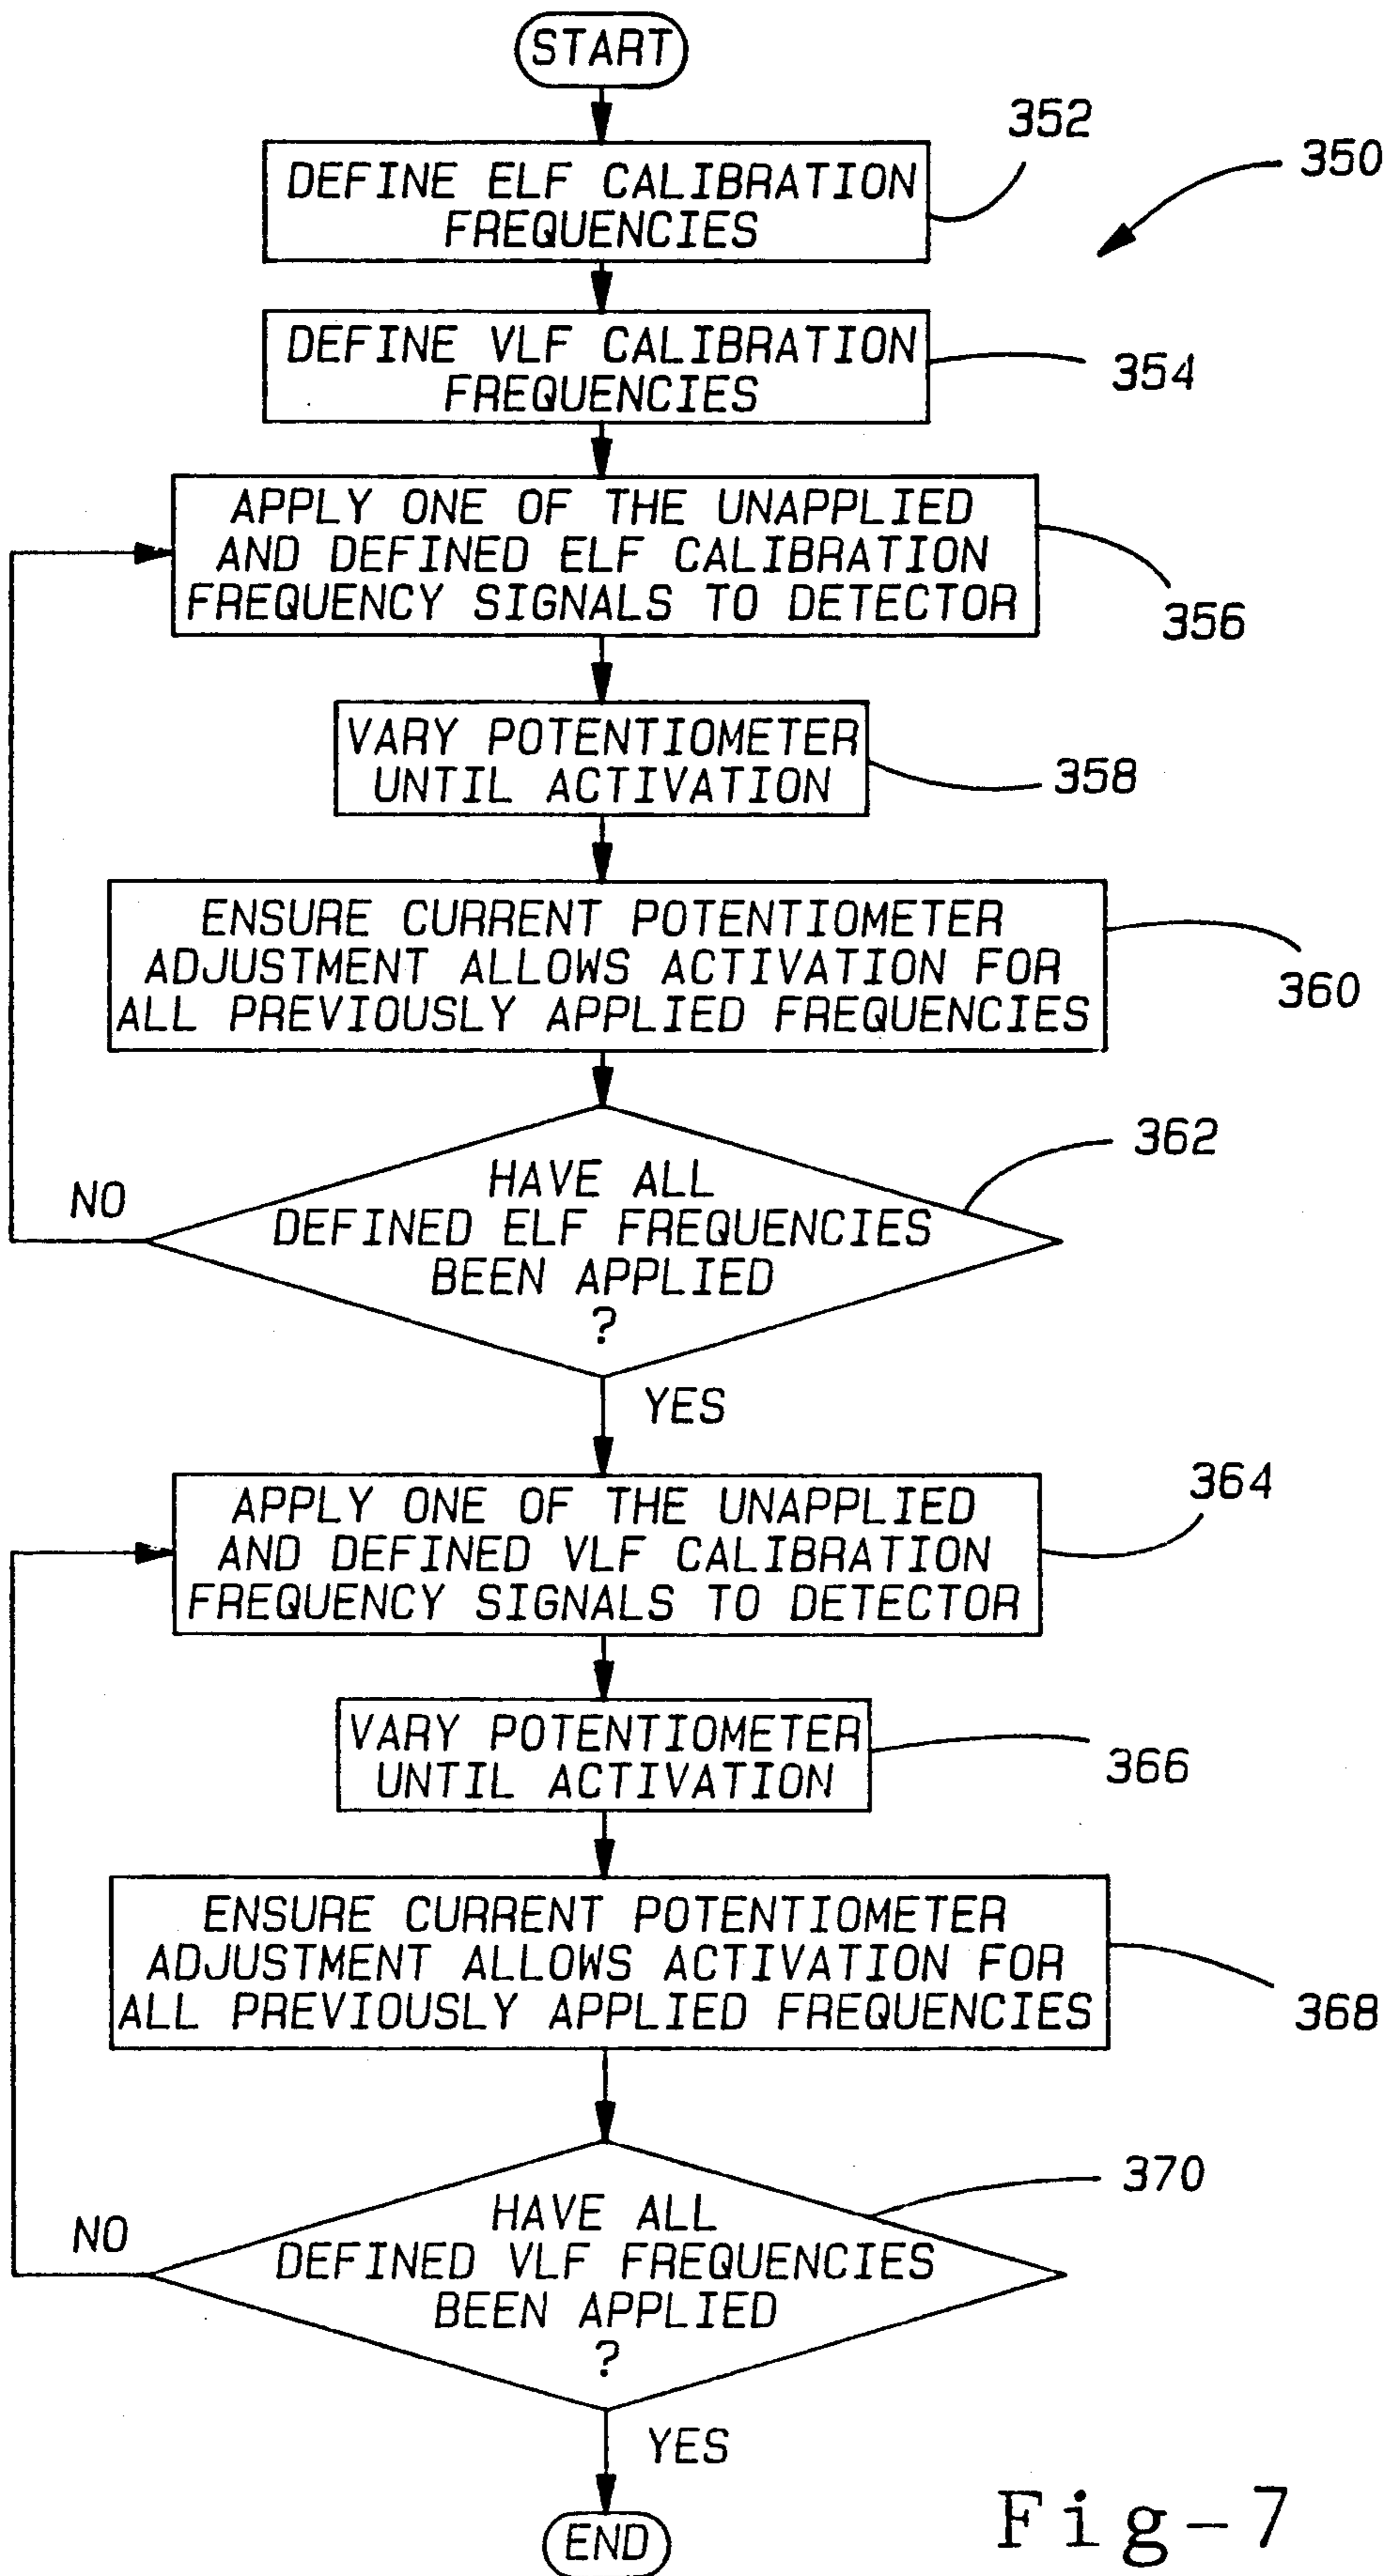 START
352
350
DEFINE ELF CALIBRATION
FREQUENCIES
DEFINE VLF CALIBRATION
FREQUENCIES
354
APPLY ONE OF THE UNAPPLIED
AND DEFINED ELF CALIBRATION
FREQUENCY SIGNALS TO DETECTOR
356
VARY POTENTIOMETER
UNTIL ACTIVATION
358
ENSURE CURRENT POTENTIOMETER
ADJUSTMENT ALLOWS ACTIVATION FOR
ALL PREVIOUSLY APPLIED FREQUENCIES
360
362
HAVE ALL
DEFINED ELF FREQUENCIES
BEEN APPLIED
?
NO
YES
364
APPLY ONE OF THE UNAPPLIED
AND DEFINED VLF CALIBRATION
FREQUENCY SIGNALS TO DETECTOR
VARY POTENTIOMETER
UNTIL ACTIVATION
366
ENSURE CURRENT POTENTIOMETER
ADJUSTMENT ALLOWS ACTIVATION FOR
ALL PREVIOUSLY APPLIED FREQUENCIES
368
370
HAVE ALL
DEFINED VLF FREQUENCIES
BEEN APPLIED
?
NO
YES
END
Fig-7